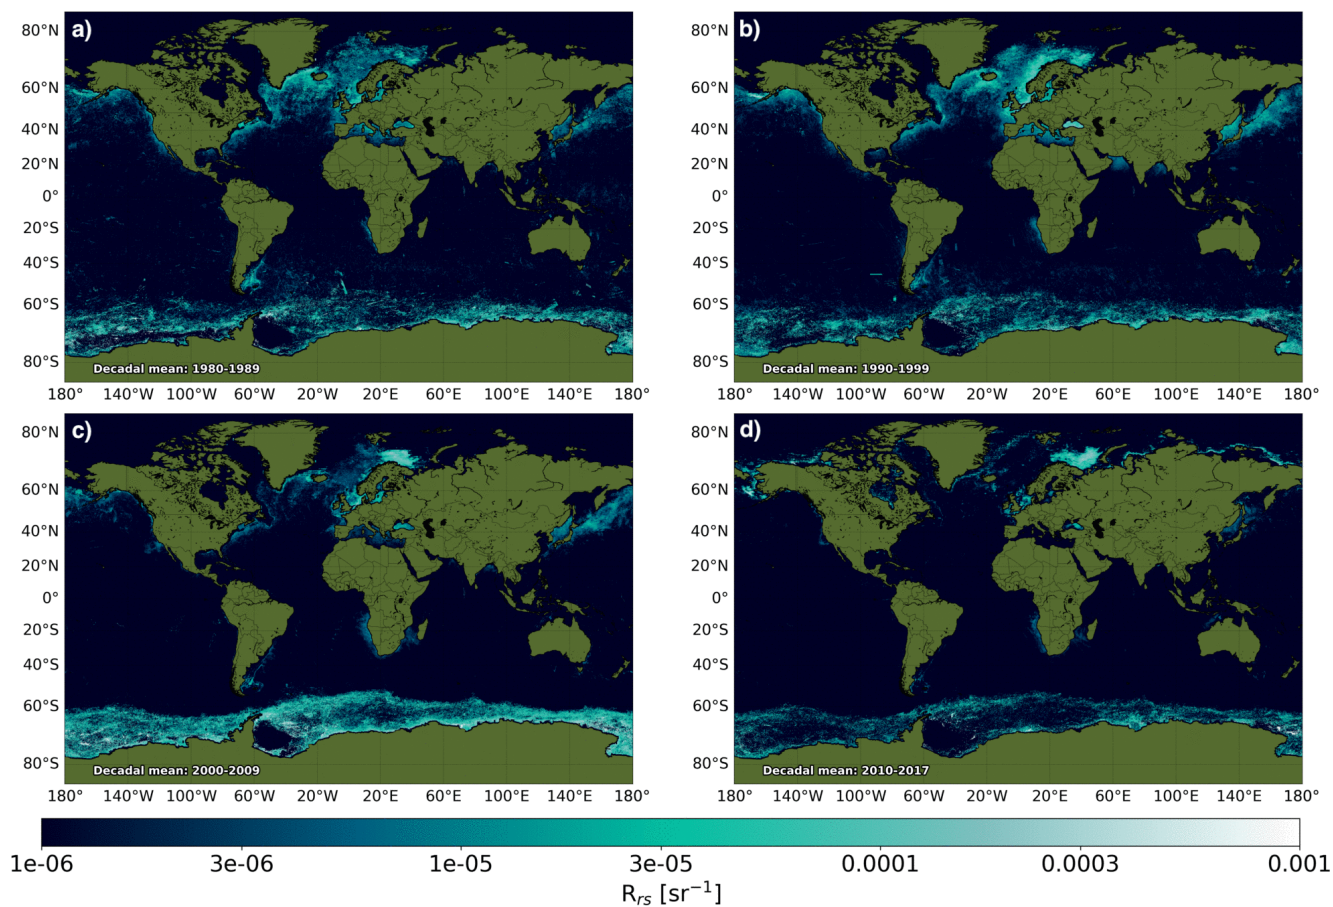 a) b)
80°N 80°N
60°N 60°N
40°N 40°N
20°N 20°N
0° 0°
20°S 20°S
40°S 40°S
60°S 60°S
80°S 80°S
Decadal mean: 1980-1989 Decadal mean: 1990-1999
180° 140°W 100°W 60°W 20°W 20°E 60°E 100°E 140°E 180° 180° 140°W 100°W 60°W 20°W 20°E 60°E 100°E 140°E 180°
c) d)
80°N 80°N
60°N 60°N
40°N 40°N
20°N 20°N
0° 0°
20°S 20°S
40°S 40°S
60°S 60°S
80°S 80°S
Decadal mean: 2000-2009 Decadal mean: 2010-2017
180° 140°W 100°W 60°W 20°W 20°E 60°E 100°E 140°E 180° 180° 140°W 100°W 60°W 20°W 20°E 60°E 100°E 140°E 180°
1e-06 3e-06 1e-05 3e-05 0.0001 0.0003 0.001
Rrs [sr−1]